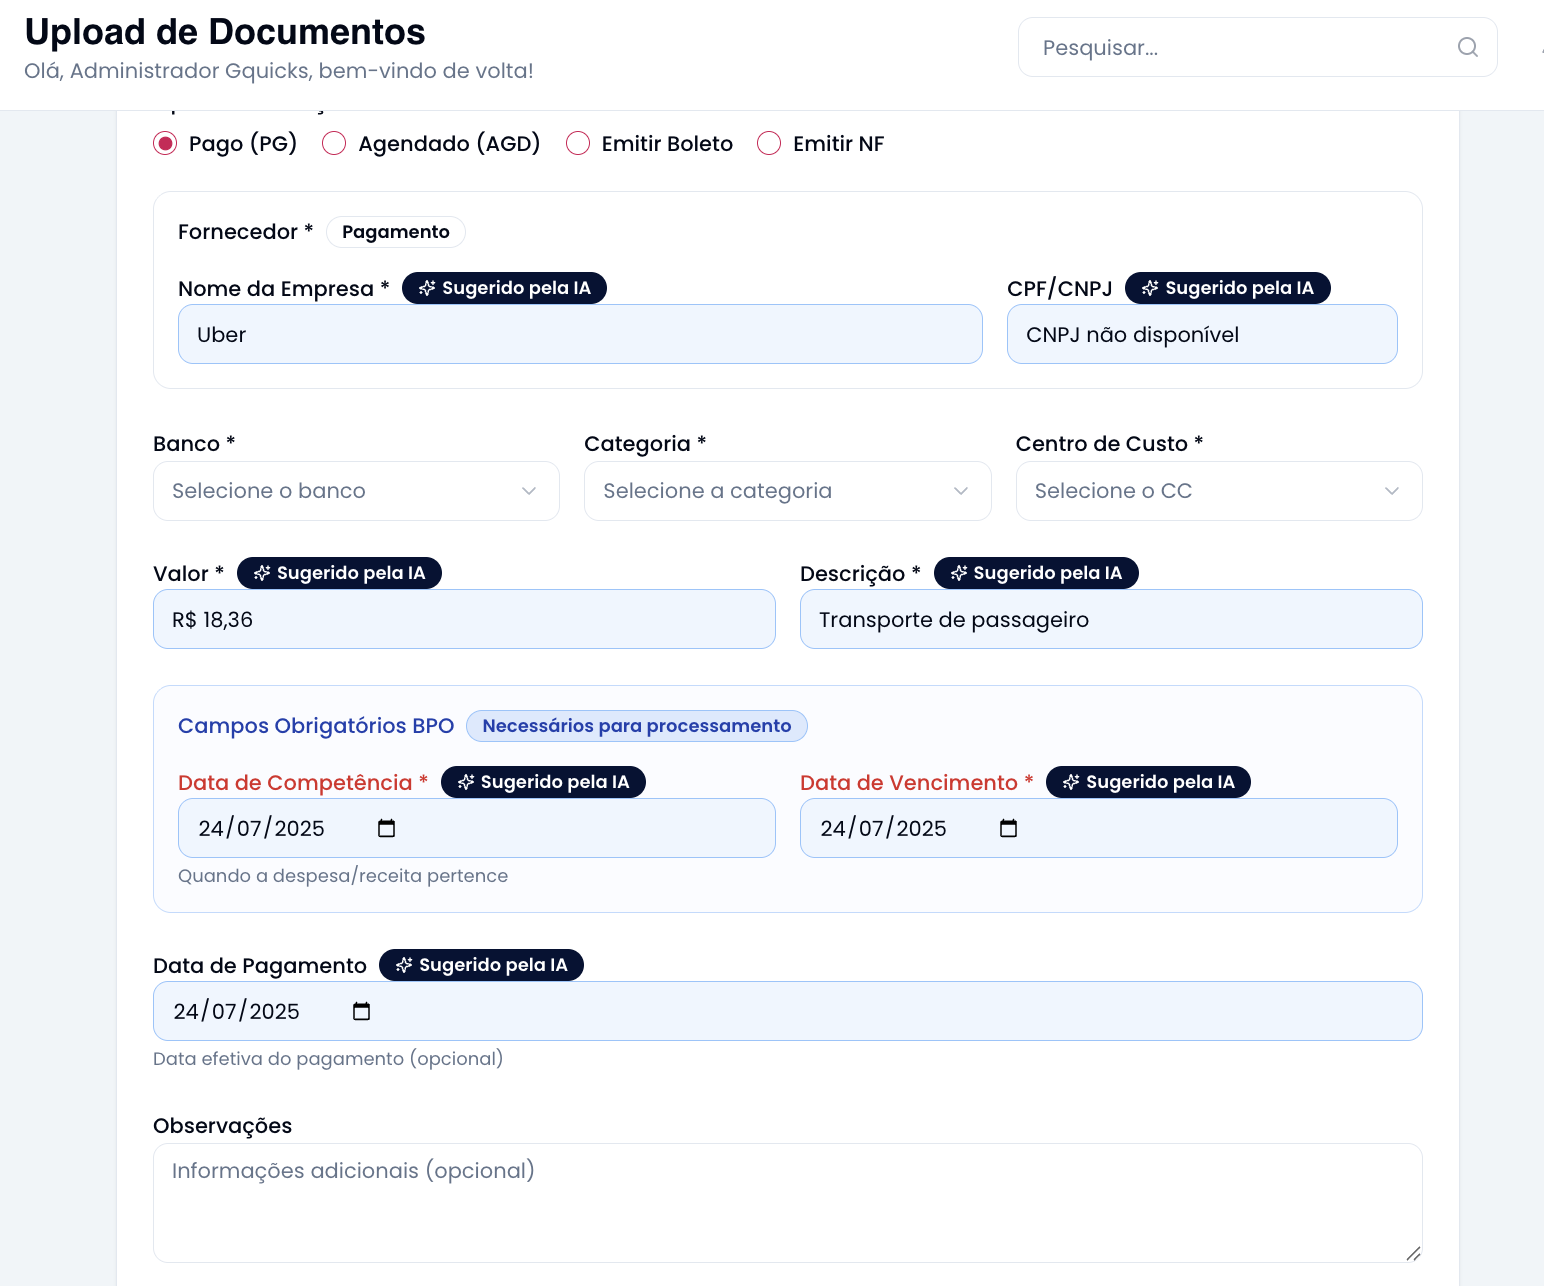 Upload de Documentos
Olá, Administrador Gquicks, bem-vindo de volta!
Pesquisar...
Pago (PG)
Agendado (AGD)
Emitir Boleto
Emitir NF
Fornecedor *
Pagamento
Nome da Empresa *
Sugerido pela IA
CPF/CNPJ
Sugerido pela IA
Uber
CNPJ não disponível
Banco *
Categoria *
Centro de Custo *
Selecione o banco
Selecione a categoria
Selecione o CC
Valor *
Sugerido pela IA
Descrição *
Sugerido pela IA
R$ 18,36
Transporte de passageiro
Campos Obrigatórios BPO
Necessários para processamento
Data de Competência *
Sugerido pela IA
Data de Vencimento *
Sugerido pela IA
24/07/2025
24/07/2025
Quando a despesa/receita pertence
Data de Pagamento
Sugerido pela IA
24/07/2025
Data efetiva do pagamento (opcional)
Observações
Informações adicionais (opcional)